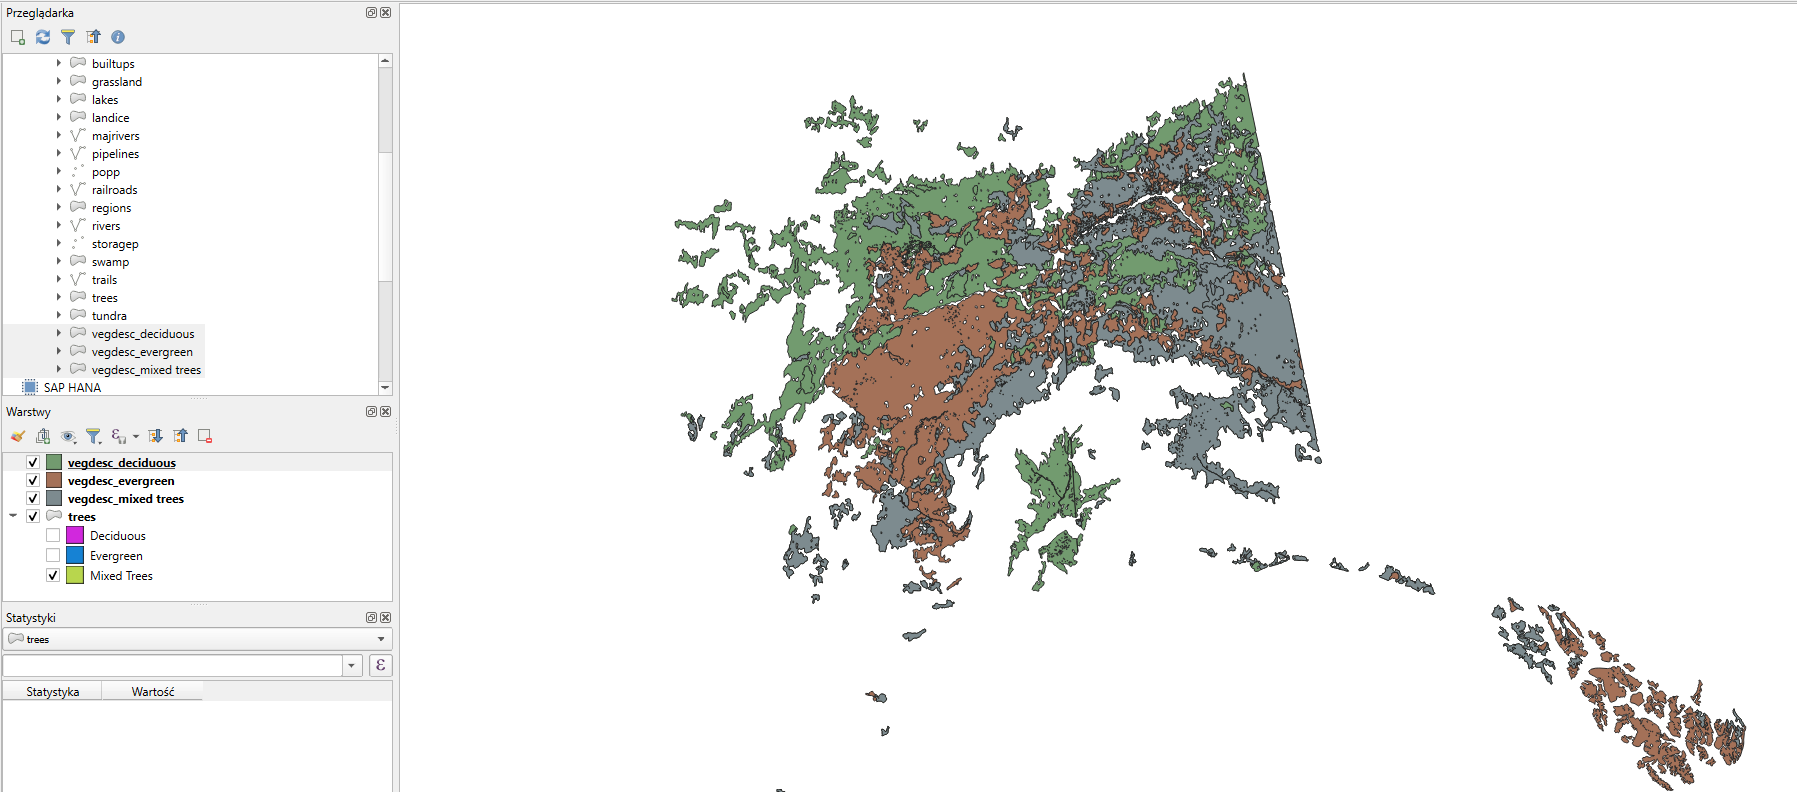 Przeglądarka
builtups
grassland
lakes
landice
majrivers
pipelines
popp
railroads
regions
rivers
storagep
swamp
trails
trees
tundra
vegdesc_deciduous
vegdesc_evergreen
vegdesc_mixed trees
SAP HANA
Warstwy
vegdesc_deciduous
vegdesc_evergreen
vegdesc_mixed trees
trees
Deciduous
Evergreen
Mixed Trees
Statystyki
trees
ε
Statystyka Wartość